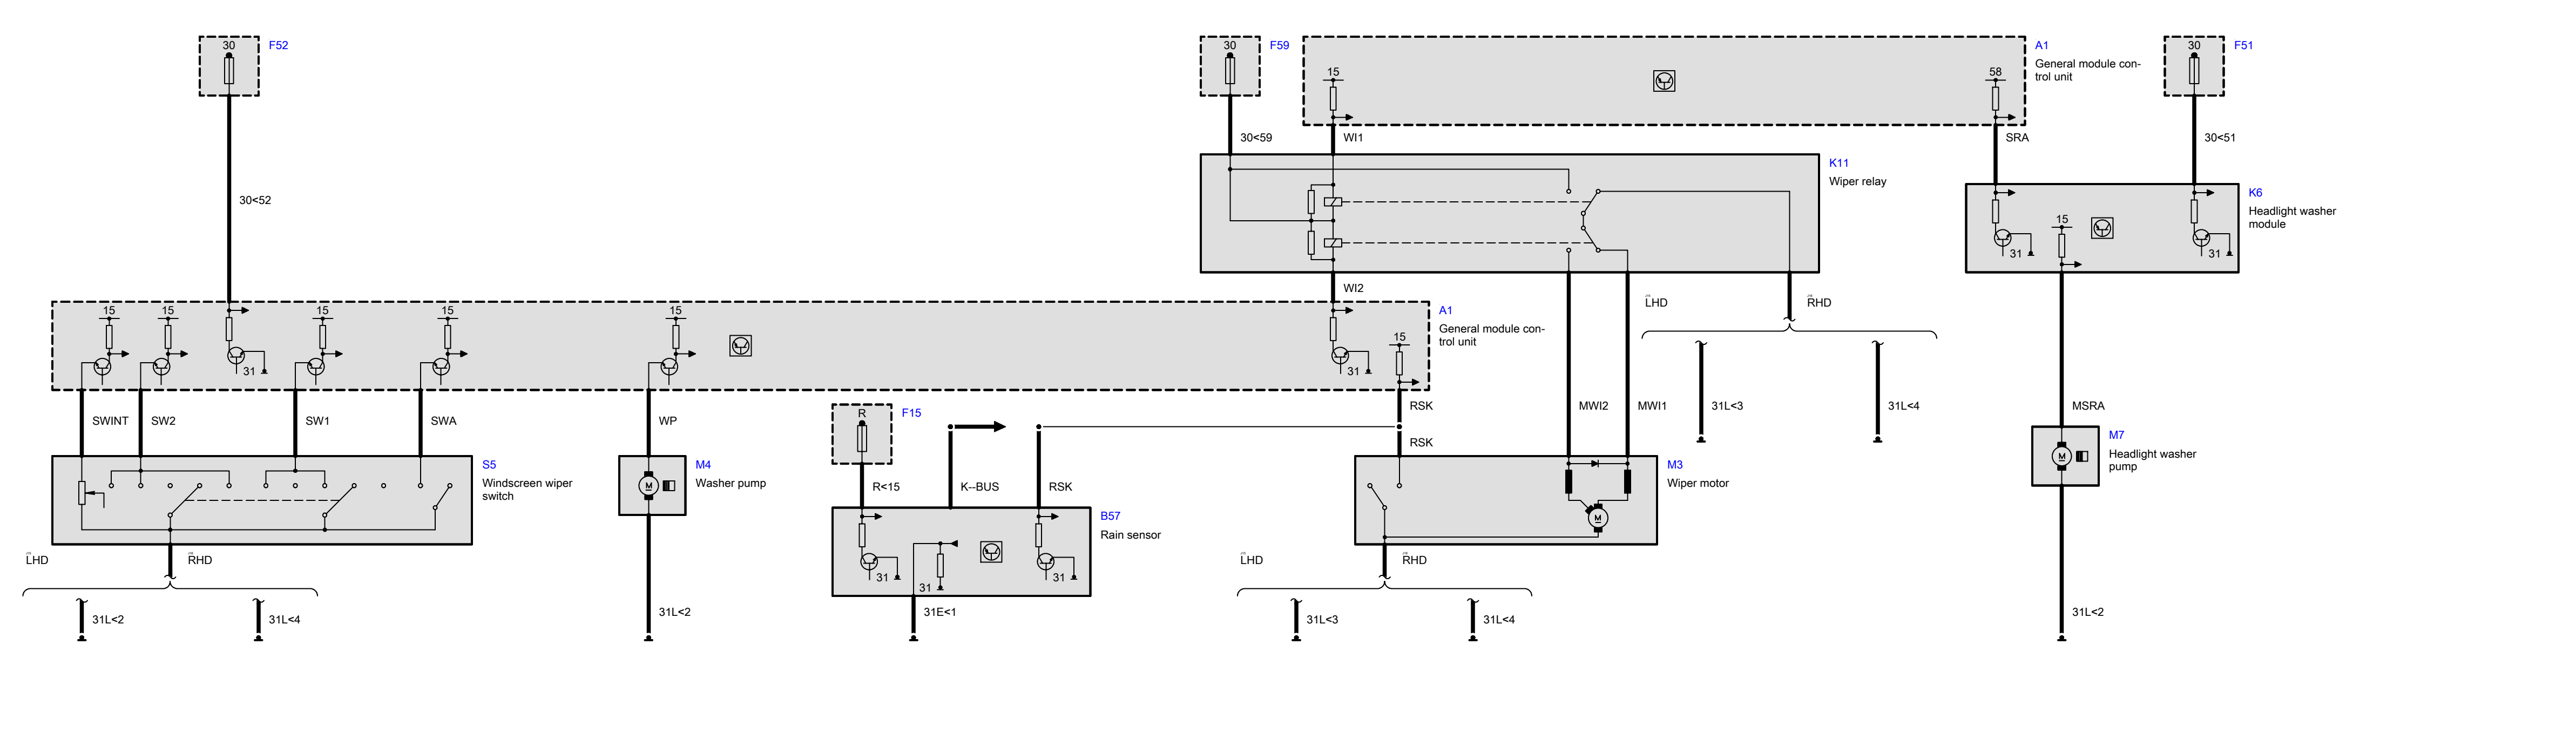 30
F52
30
F59
15
58
A1
General module con-
trol unit
30
F51
30<59
WI1
SRA
30<51
K11
Wiper relay
30<52
15
K6
Headlight washer
module
31
31
WI2
LHD
RHD
15
15
15
15
15
31
31
15
A1
General module con-
trol unit
SWINT
SW2
SW1
SWA
WP
R
F15
RSK
MWI2
MWI1
31L<3
31L<4
MSRA
RSK
S5
Windscreen wiper
switch
M
M4
Washer pump
R<15
K--BUS
RSK
M3
Wiper motor
M
M
M7
Headlight washer
pump
B57
Rain sensor
31
31
31
LHD
RHD
LHD
RHD
31L<2
31L<4
31L<2
31E<1
31L<3
31L<4
31L<2